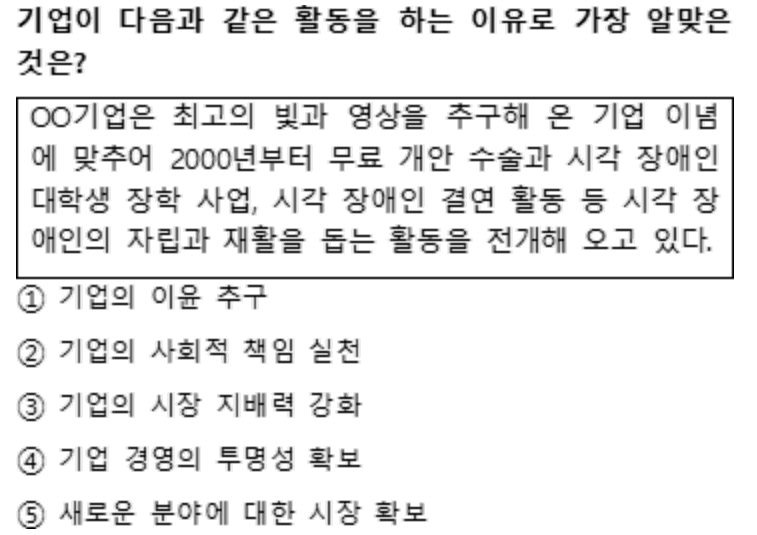 기업이 다음과 같은 활동을 하는 이유로 가장 알맞은
것은?
OO기업은 최고의 빛과 영상을 추구해 온 기업 이념
에 맞추어 2000년부터 무료 개안 수술과 시각 장애인
대학생 장학 사업, 시각 장애인 결연 활동 등 시각 장
애인의 자립과 재활을 돕는 활동을 전개해 오고 있다.
① 기업의 이윤 추구
② 기업의 사회적 책임 실천
③ 기업의 시장 지배력 강화
④ 기업 경영의 투명성 확보
⑤ 새로운 분야에 대한 시장 확보